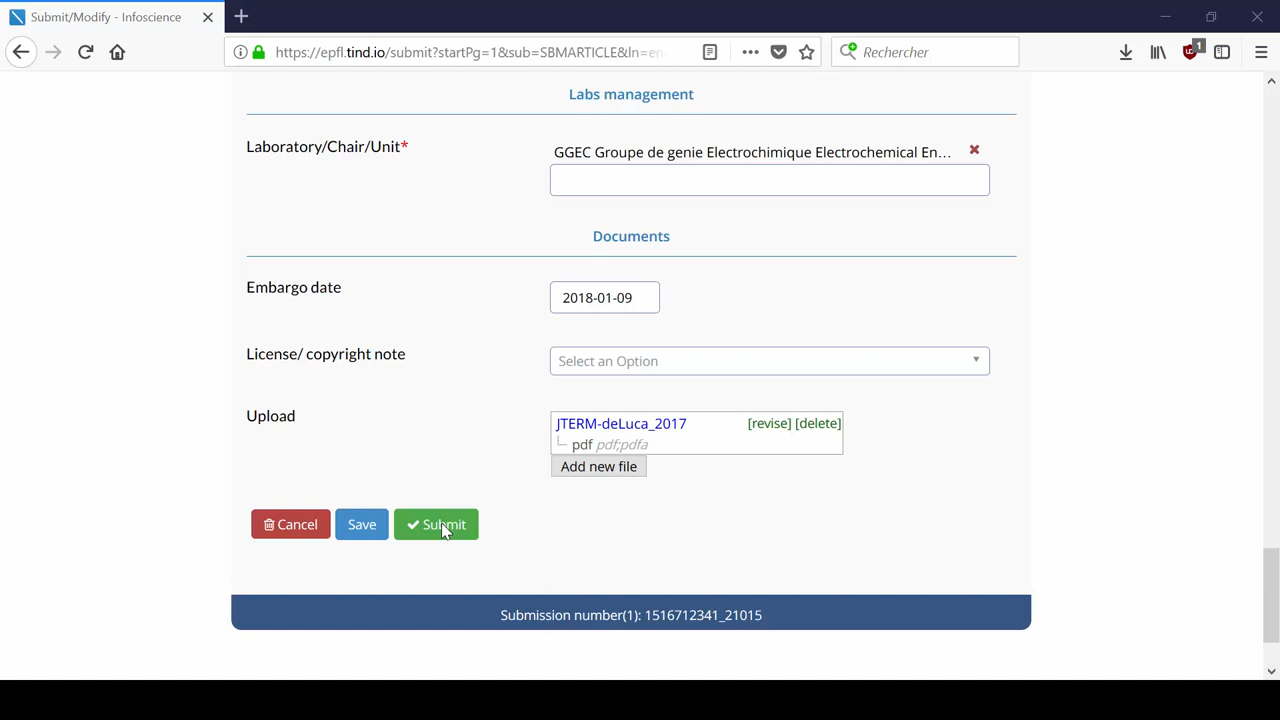 Submit/Modify - Infoscience
https://epfl.tind.io/submit?startPg=1&sub=SBMARTICLE&ln=en
Rechercher
1
Labs management
Laboratory/Chair/Unit*
GGEC Groupe de genie Electrochimique Electrochemical En...
Documents
Embargo date
2018-01-09
License/ copyright note
Select an Option
Upload
JTERM-deLuca_2017 [revise] [delete]
pdf pdf;pdfa
Add new file
Cancel Save Submit
Submission number(1): 1516712341_21015